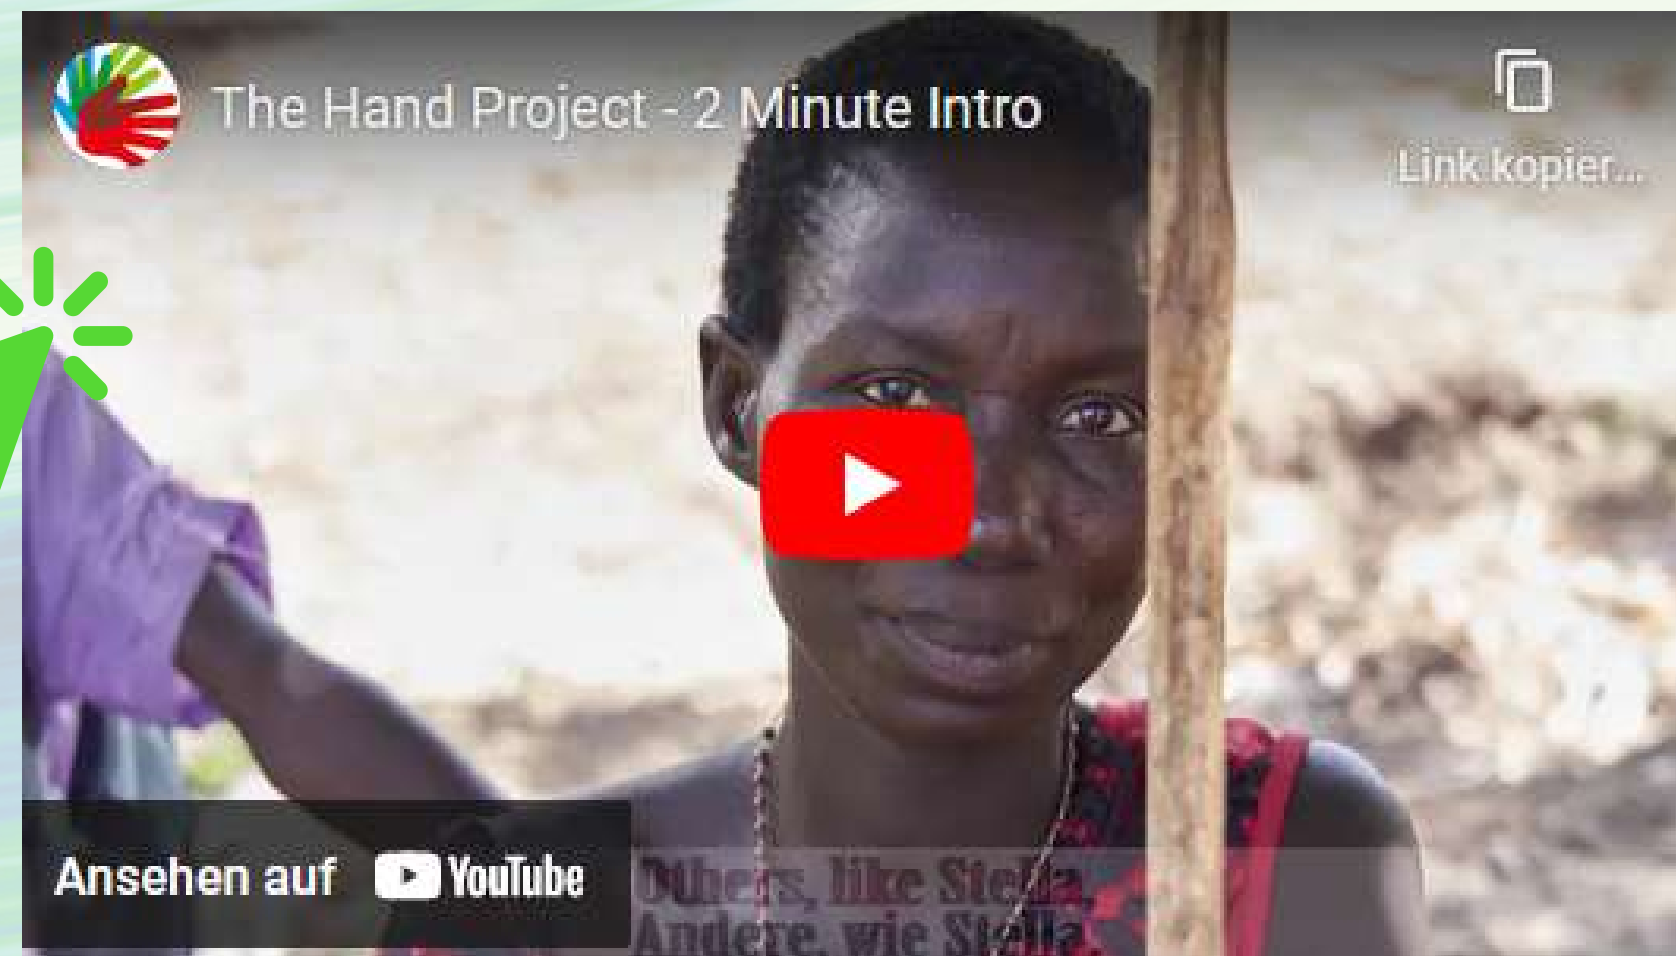 The Hand Project - 2 Minute Intro
Link kopier...
Ansehen auf YouTube
Others, like Stella,
Andere, wie Stella,